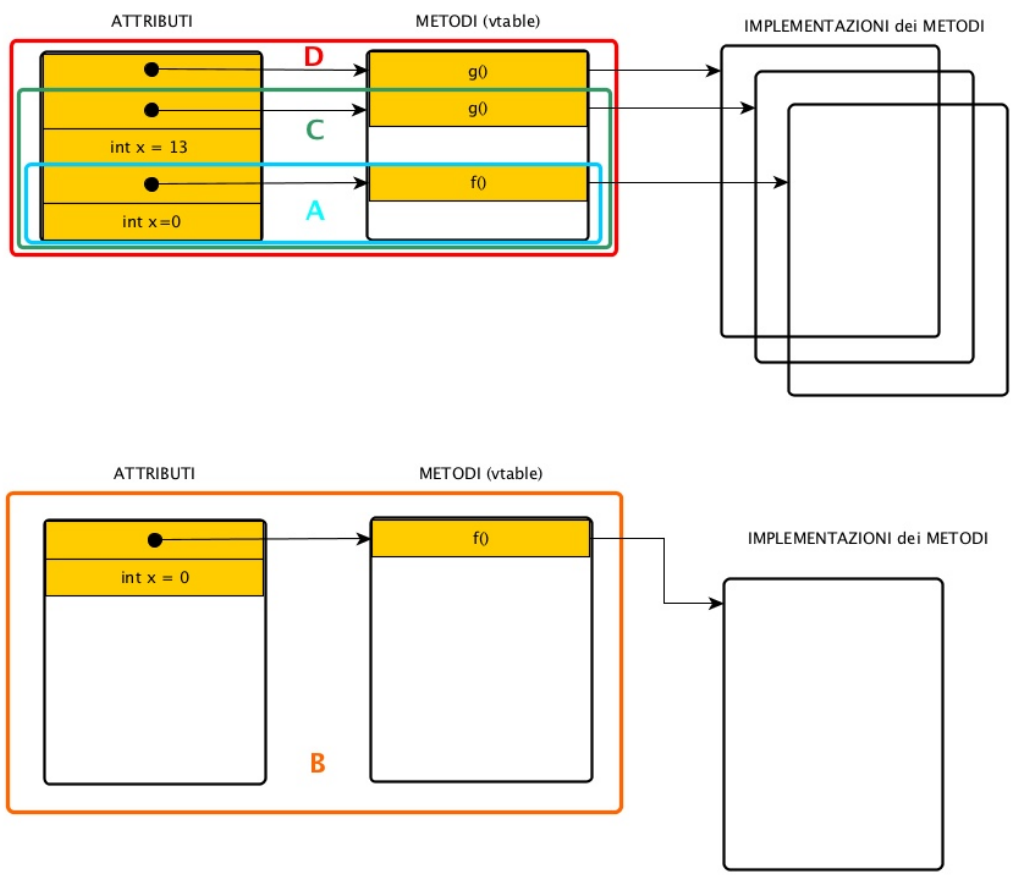 ATTRIBUTI
METODI (vtable)
IMPLEMENTAZIONI dei METODI
D
g()
g()
C
int x = 13
f()
A
int x=0
ATTRIBUTI
METODI (vtable)
f()
IMPLEMENTAZIONI dei METODI
int x = 0
B